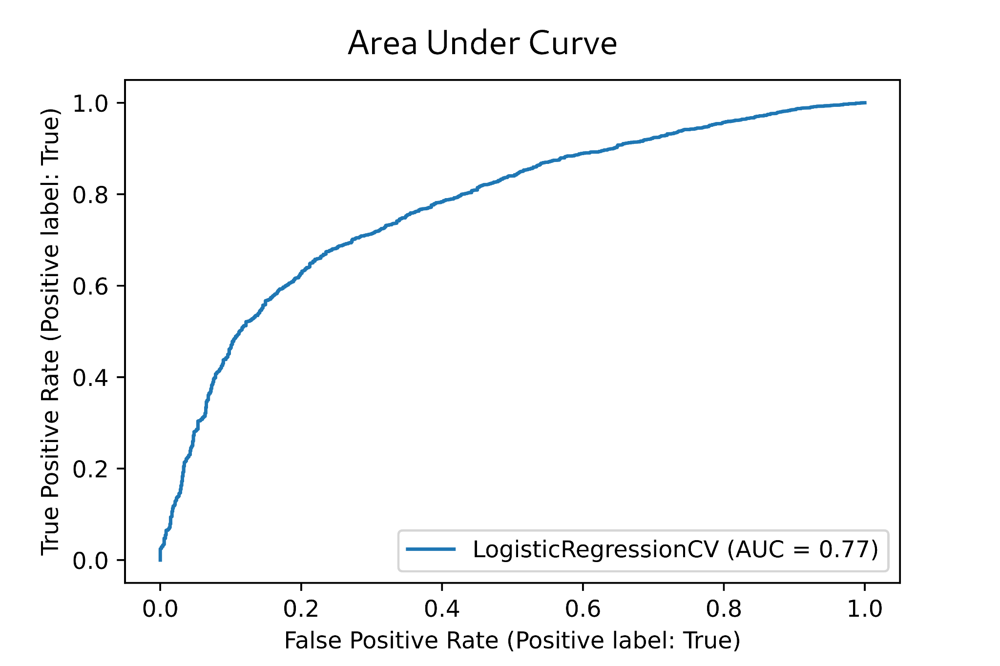 Area Under Curve
True Positive Rate (Positive label: True)
1.0
0.8
0.6
0.4
0.2
0.0
LogisticRegressionCV (AUC = 0.77)
0.0 0.2 0.4 0.6 0.8 1.0
False Positive Rate (Positive label: True)